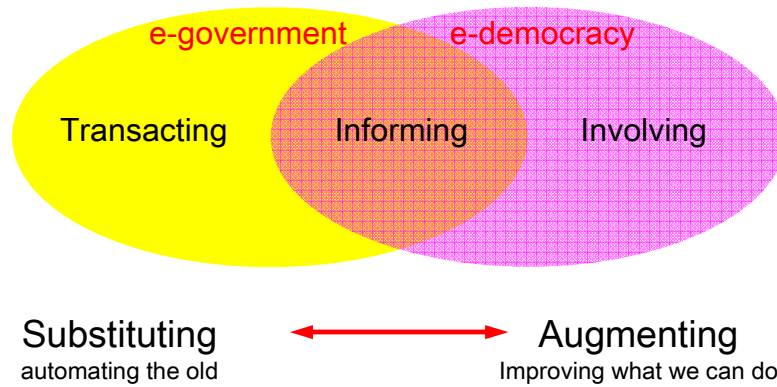 e-government e-democracy
Transacting Informing Involving
Substituting Augmenting
automating the old Improving what we can do